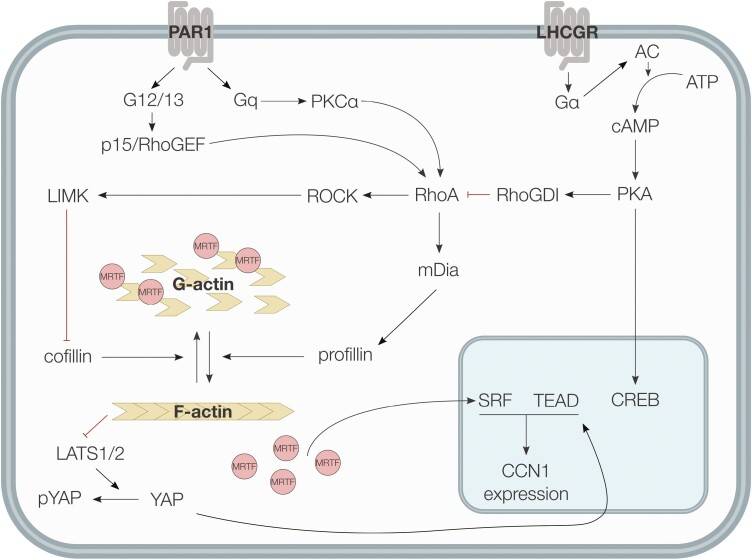 PAR1
LHCGR
AC
ATP
G12/13
Gq
PKCα
Gα
cAMP
p15/RhoGEF
LIMK
ROCK
RhoA
RhoGDI
PKA
MRTF
MRTF
MRTF
MRTF
G-actin
mDia
cofillin
profillin
F-actin
SRF
TEAD
CREB
LATS1/2
MRTF
MRTF
MRTF
MRTF
CCN1
expression
pYAP
YAP